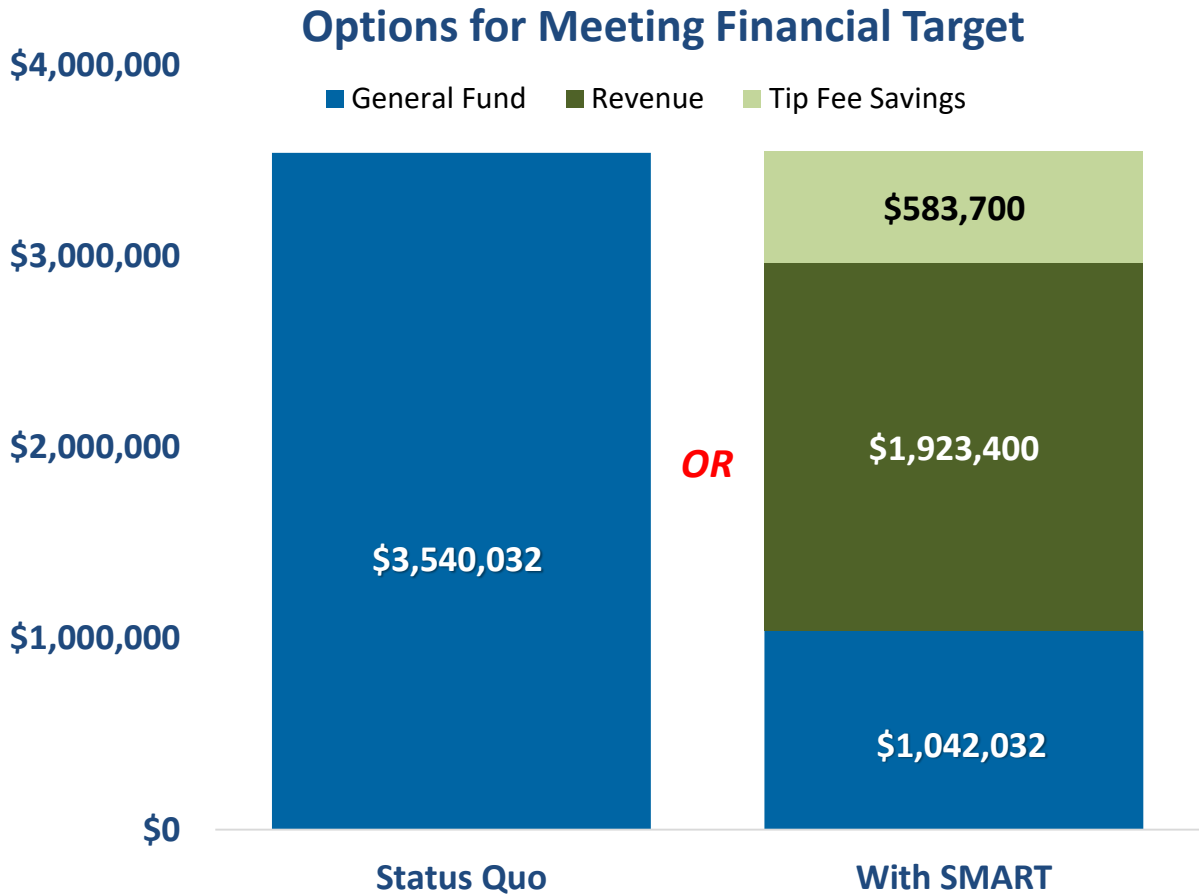 Options for Meeting Financial Target
$4,000,000
General Fund Revenue Tip Fee Savings
$583,700
$3,000,000
$2,000,000
$1,923,400
OR
$3,540,032
$1,000,000
$1,042,032
$0
Status Quo With SMART